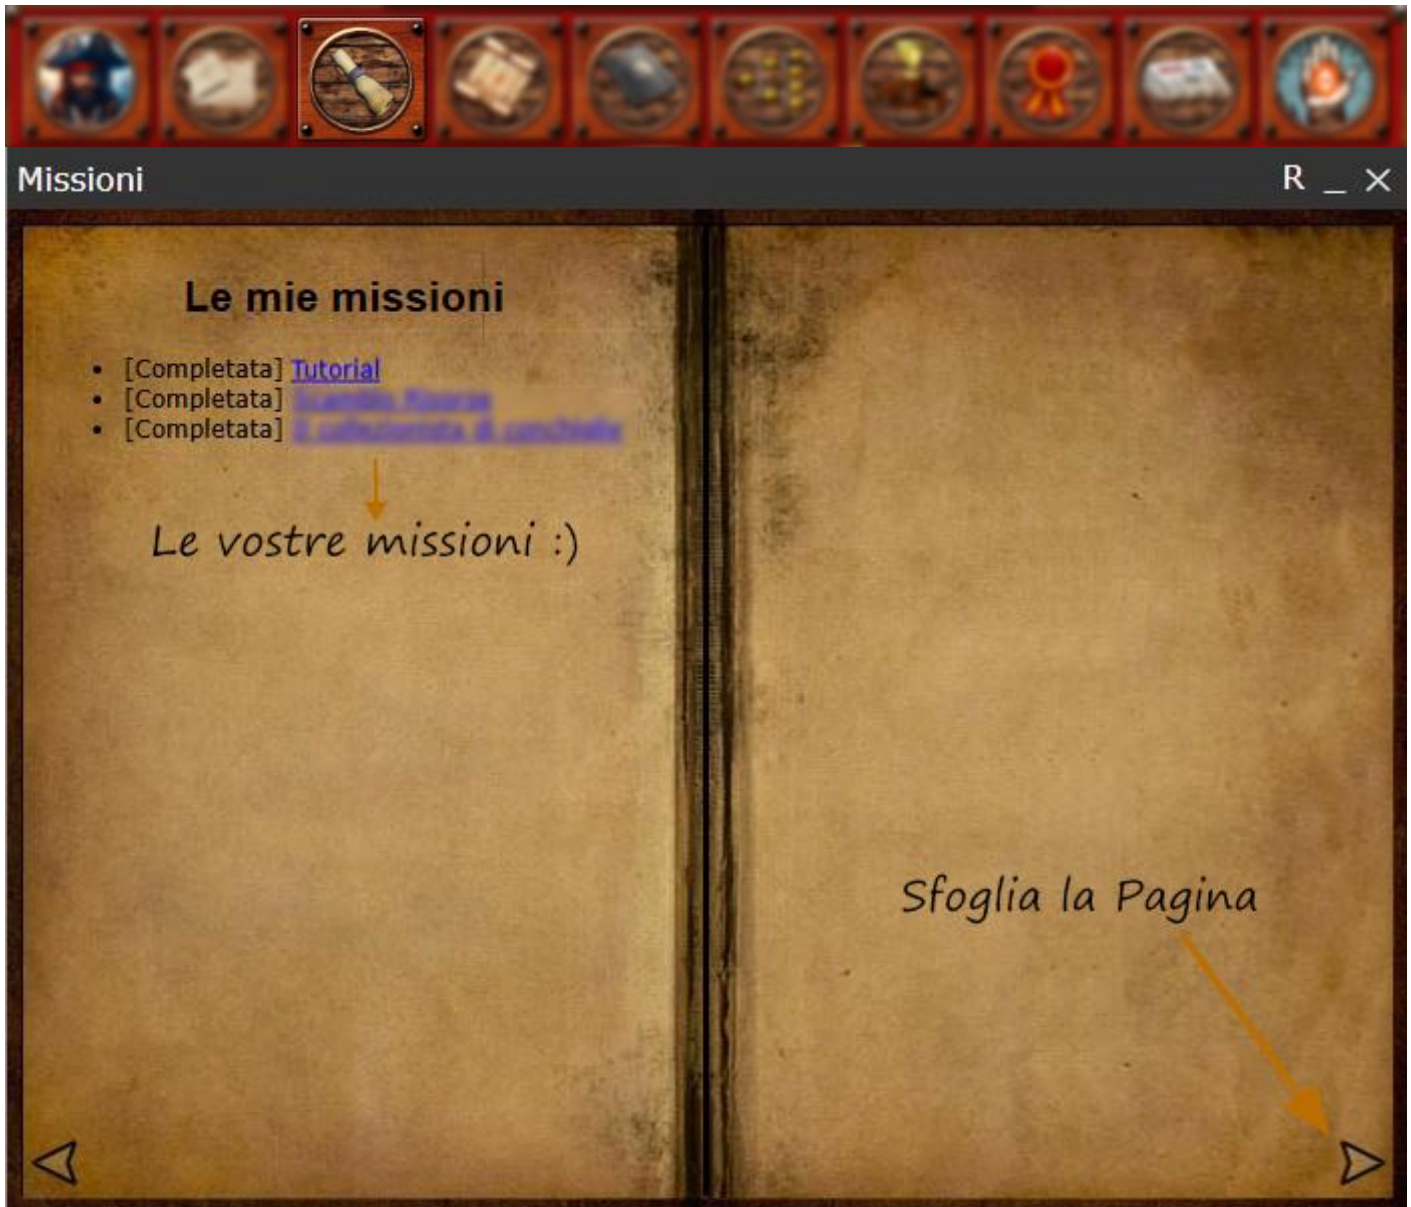 Missioni
R _ ×
Le mie missioni
• [Completata] Tutorial
• [Completata]
• [Completata]
Le vostre missioni :)
Sfoglia la Pagina